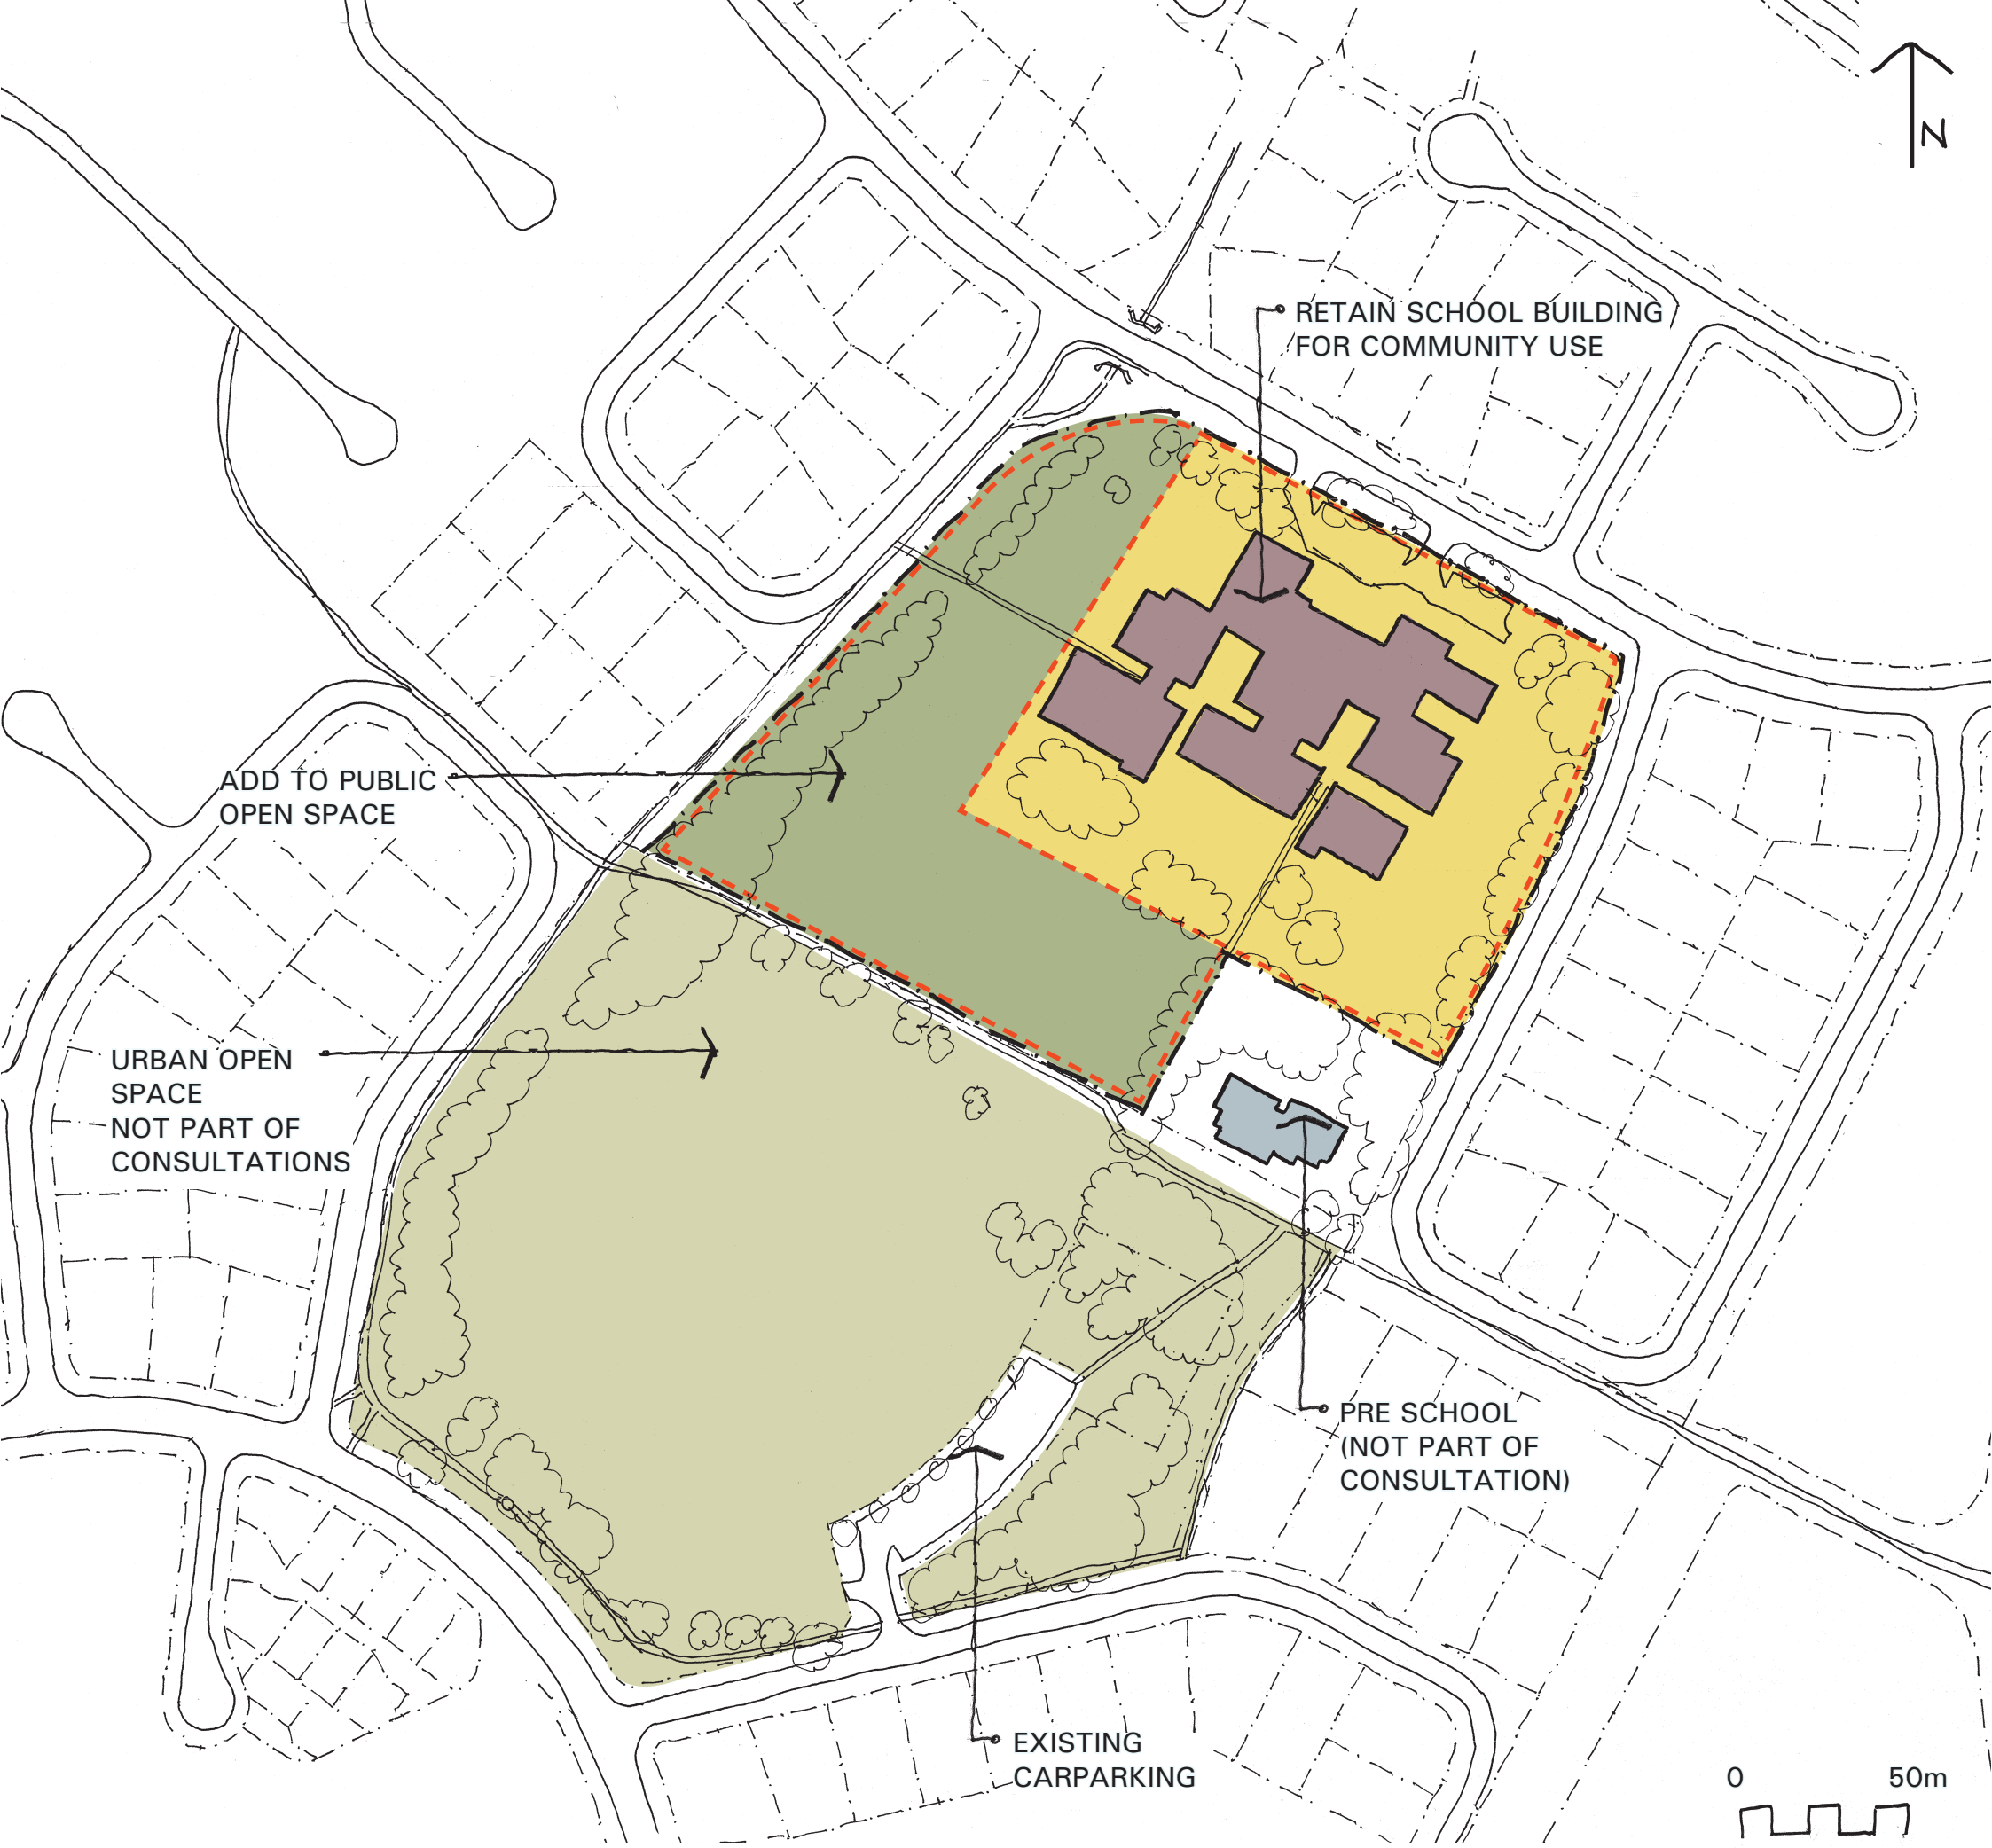 N
RETAIN SCHOOL BUILDING
FOR COMMUNITY USE
ADD TO PUBLIC
OPEN SPACE
URBAN OPEN
SPACE
NOT PART OF
CONSULTATIONS
PRE SCHOOL
(NOT PART OF
CONSULTATION)
EXISTING
CARPARKING
0 50m